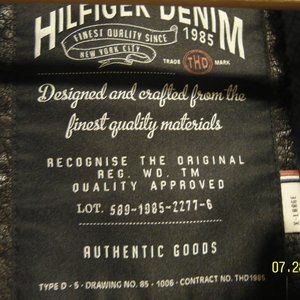 HILFIGER DENIM
FINEST QUALITY SINCE 1985
NEW YORK CITY
TRADE THD MARK
Designed and crafted from the
finest quality materials
RECOGNISE THE ORIGINAL
REG. WD. TM
QUALITY APPROVED
LOT. 589-1985-2277-6
X-LARGE
AUTHENTIC GOODS
07.28
TYPE D - 5 - DRAWING NO. 85 - 1006 - CONTRACT NO. THD1985